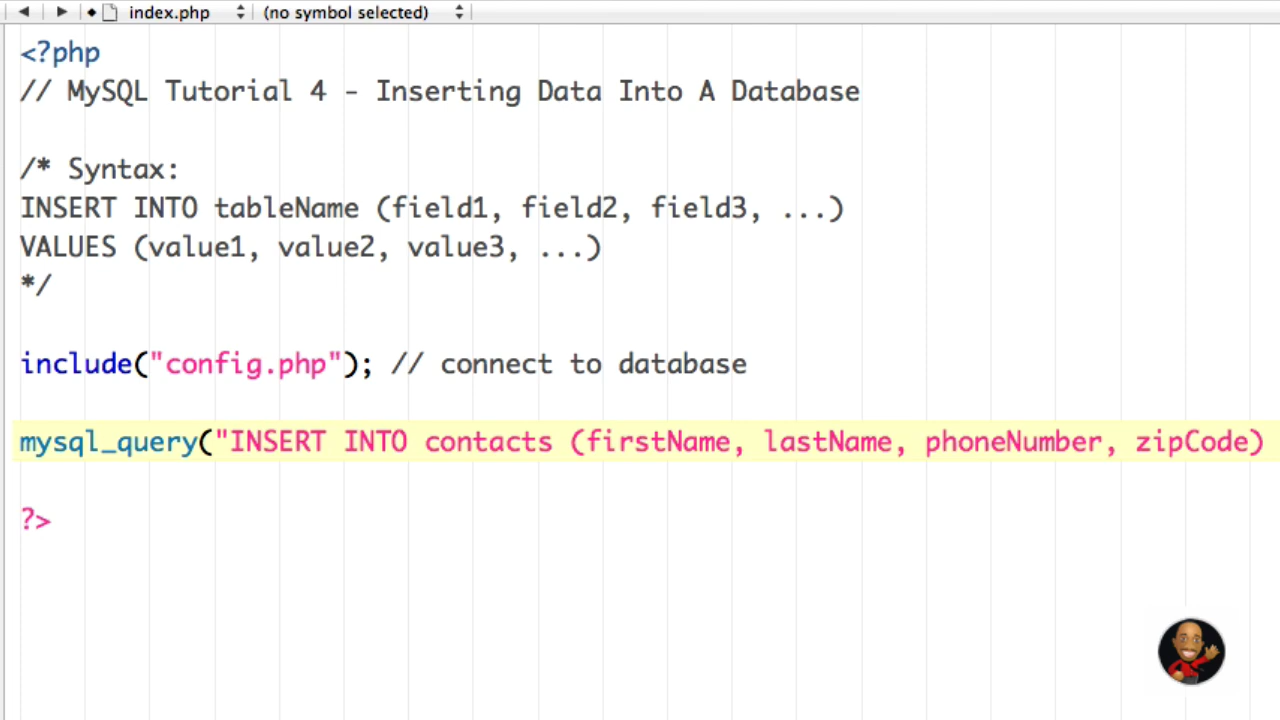 index.php (no symbol selected)
<?php
// MySQL Tutorial 4 - Inserting Data Into A Database
/* Syntax:
INSERT INTO tableName (field1, field2, field3, ...)
VALUES (value1, value2, value3, ...)
*/
include("config.php"); // connect to database
mysql_query("INSERT INTO contacts (firstName, lastName, phoneNumber, zipCode)
?>